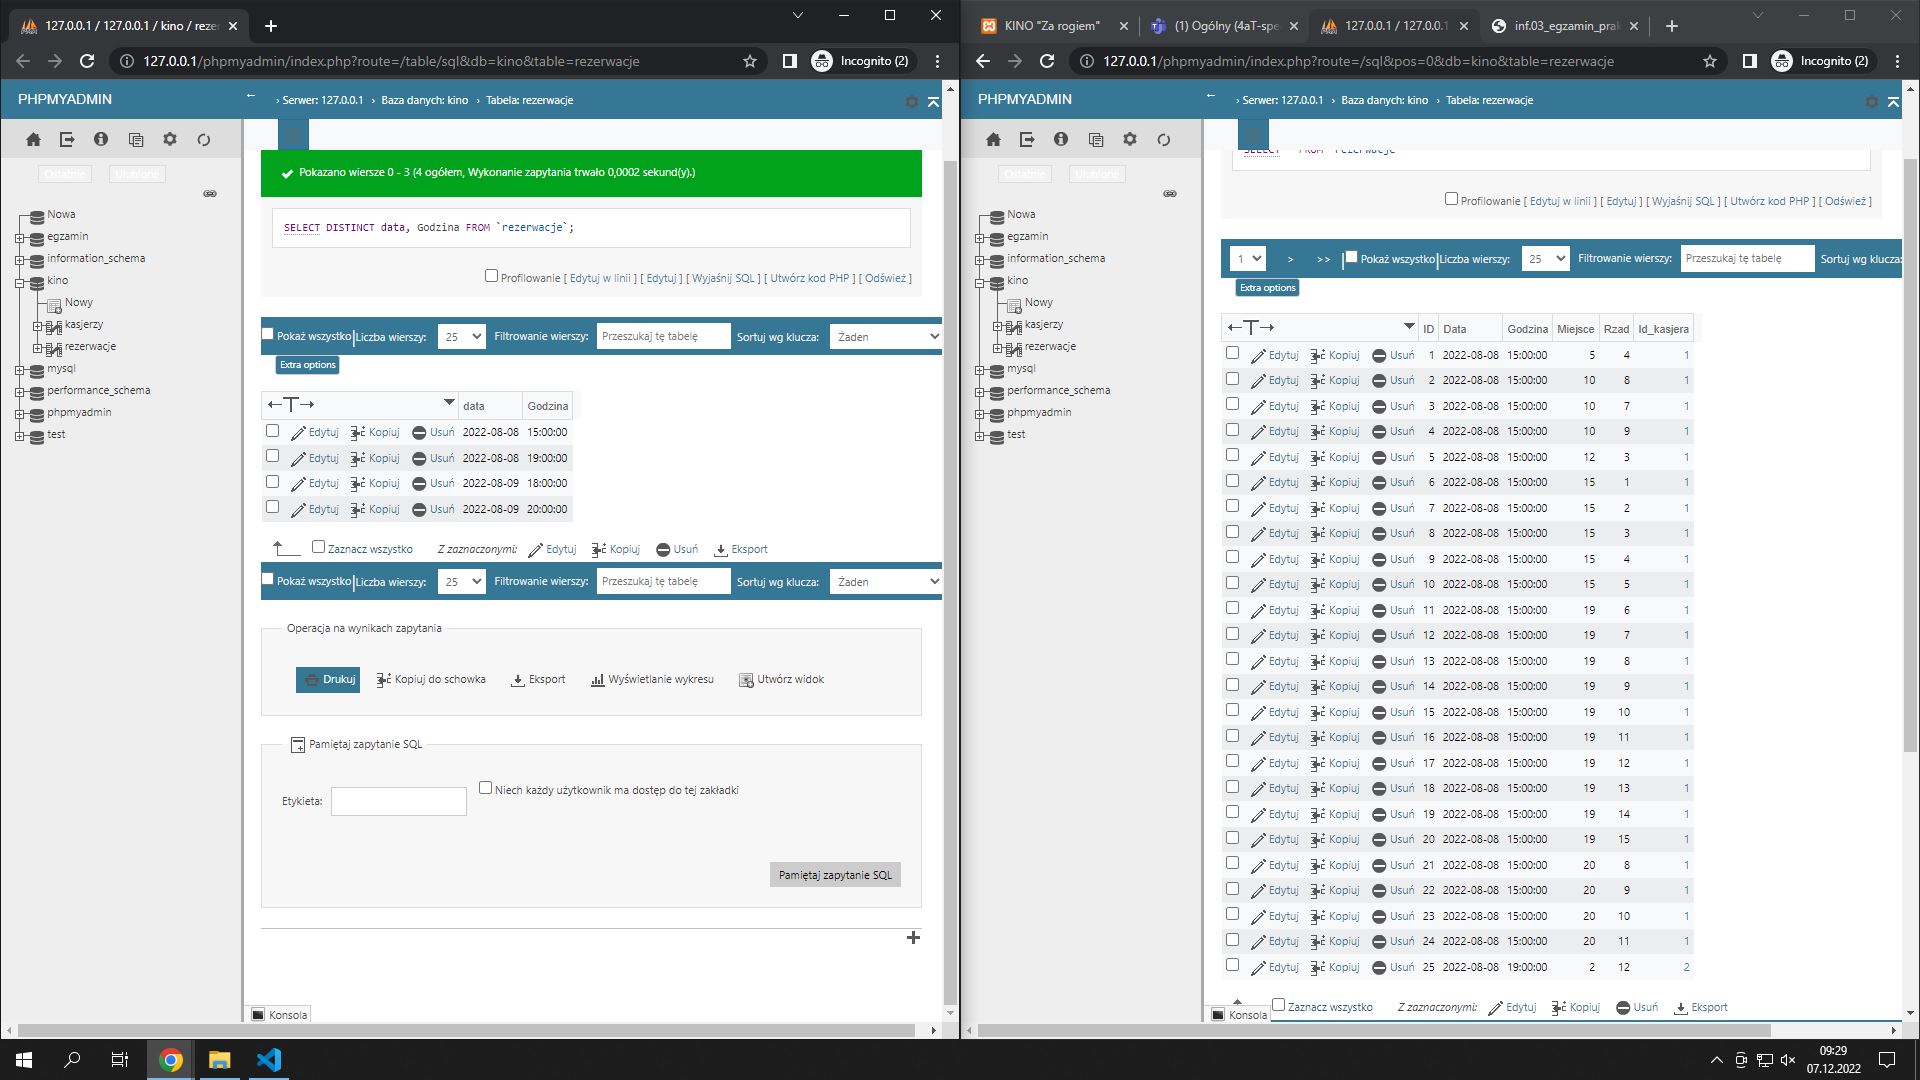 127.0.0.1 / 127.0.0.1 / kino / reze
127.0.0.1/phpmyadmin/index.php?route=/table/sql&db=kino&table=rezerwacje
Incognito (2)
PHPMYADMIN
← › Serwer: 127.0.0.1 › Baza danych: kino › Tabela: rezerwacje
Ostatnie Ulubione
Nowa
egzamin
information_schema
kino
Nowy
kasjerzy
rezerwacje
mysql
performance_schema
phpmyadmin
test
Pokazano wiersze 0 - 3 (4 ogółem, Wykonanie zapytania trwało 0,0002 sekund(y).)
SELECT DISTINCT data, Godzina FROM `rezerwacje`;
Profilowanie [ Edytuj w linii ] [ Edytuj ] [ Wyjaśnij SQL ] [ Utwórz kod PHP ] [ Odśwież ]
Pokaż wszystko Liczba wierszy: 25 Filtrowanie wierszy: Przeszukaj tę tabelę Sortuj wg klucza: Żaden
Extra options
←T→ data Godzina
Edytuj Kopiuj Usuń 2022-08-08 15:00:00
Edytuj Kopiuj Usuń 2022-08-08 19:00:00
Edytuj Kopiuj Usuń 2022-08-09 18:00:00
Edytuj Kopiuj Usuń 2022-08-09 20:00:00
Zaznacz wszystko Z zaznaczonymi: Edytuj Kopiuj Usuń Eksport
Pokaż wszystko Liczba wierszy: 25 Filtrowanie wierszy: Przeszukaj tę tabelę Sortuj wg klucza: Żaden
Operacja na wynikach zapytania
Drukuj Kopiuj do schowka Eksport Wyświetlanie wykresu Utwórz widok
Pamiętaj zapytanie SQL
Etykieta: Niech każdy użytkownik ma dostęp do tej zakładki
Pamiętaj zapytanie SQL
Konsola
KINO "Za rogiem" (1) Ogólny (4aT-spe 127.0.0.1 / 127.0.0.1 inf.03_egzamin_prak
127.0.0.1/phpmyadmin/index.php?route=/sql&pos=0&db=kino&table=rezerwacje
Incognito (2)
PHPMYADMIN
← › Serwer: 127.0.0.1 › Baza danych: kino › Tabela: rezerwacje
Ostatnie Ulubione
Nowa
egzamin
information_schema
kino
Nowy
kasjerzy
rezerwacje
mysql
performance_schema
phpmyadmin
test
SELECT * FROM `rezerwacje`
Profilowanie [ Edytuj w linii ] [ Edytuj ] [ Wyjaśnij SQL ] [ Utwórz kod PHP ] [ Odśwież ]
1 > >> Pokaż wszystko Liczba wierszy: 25 Filtrowanie wierszy: Przeszukaj tę tabelę Sortuj wg klucza:
Extra options
←T→ ID Data Godzina Miejsce Rzad Id_kasjera
Edytuj Kopiuj Usuń 1 2022-08-08 15:00:00 5 4 1
Edytuj Kopiuj Usuń 2 2022-08-08 15:00:00 10 8 1
Edytuj Kopiuj Usuń 3 2022-08-08 15:00:00 10 7 1
Edytuj Kopiuj Usuń 4 2022-08-08 15:00:00 10 9 1
Edytuj Kopiuj Usuń 5 2022-08-08 15:00:00 12 3 1
Edytuj Kopiuj Usuń 6 2022-08-08 15:00:00 15 1 1
Edytuj Kopiuj Usuń 7 2022-08-08 15:00:00 15 2 1
Edytuj Kopiuj Usuń 8 2022-08-08 15:00:00 15 3 1
Edytuj Kopiuj Usuń 9 2022-08-08 15:00:00 15 4 1
Edytuj Kopiuj Usuń 10 2022-08-08 15:00:00 15 5 1
Edytuj Kopiuj Usuń 11 2022-08-08 15:00:00 19 6 1
Edytuj Kopiuj Usuń 12 2022-08-08 15:00:00 19 7 1
Edytuj Kopiuj Usuń 13 2022-08-08 15:00:00 19 8 1
Edytuj Kopiuj Usuń 14 2022-08-08 15:00:00 19 9 1
Edytuj Kopiuj Usuń 15 2022-08-08 15:00:00 19 10 1
Edytuj Kopiuj Usuń 16 2022-08-08 15:00:00 19 11 1
Edytuj Kopiuj Usuń 17 2022-08-08 15:00:00 19 12 1
Edytuj Kopiuj Usuń 18 2022-08-08 15:00:00 19 13 1
Edytuj Kopiuj Usuń 19 2022-08-08 15:00:00 19 14 1
Edytuj Kopiuj Usuń 20 2022-08-08 15:00:00 19 15 1
Edytuj Kopiuj Usuń 21 2022-08-08 15:00:00 20 8 1
Edytuj Kopiuj Usuń 22 2022-08-08 15:00:00 20 9 1
Edytuj Kopiuj Usuń 23 2022-08-08 15:00:00 20 10 1
Edytuj Kopiuj Usuń 24 2022-08-08 15:00:00 20 11 1
Edytuj Kopiuj Usuń 25 2022-08-08 19:00:00 2 12 2
Zaznacz wszystko Z zaznaczonymi: Edytuj Kopiuj Usuń Eksport
Konsola
09:29
07.12.2022